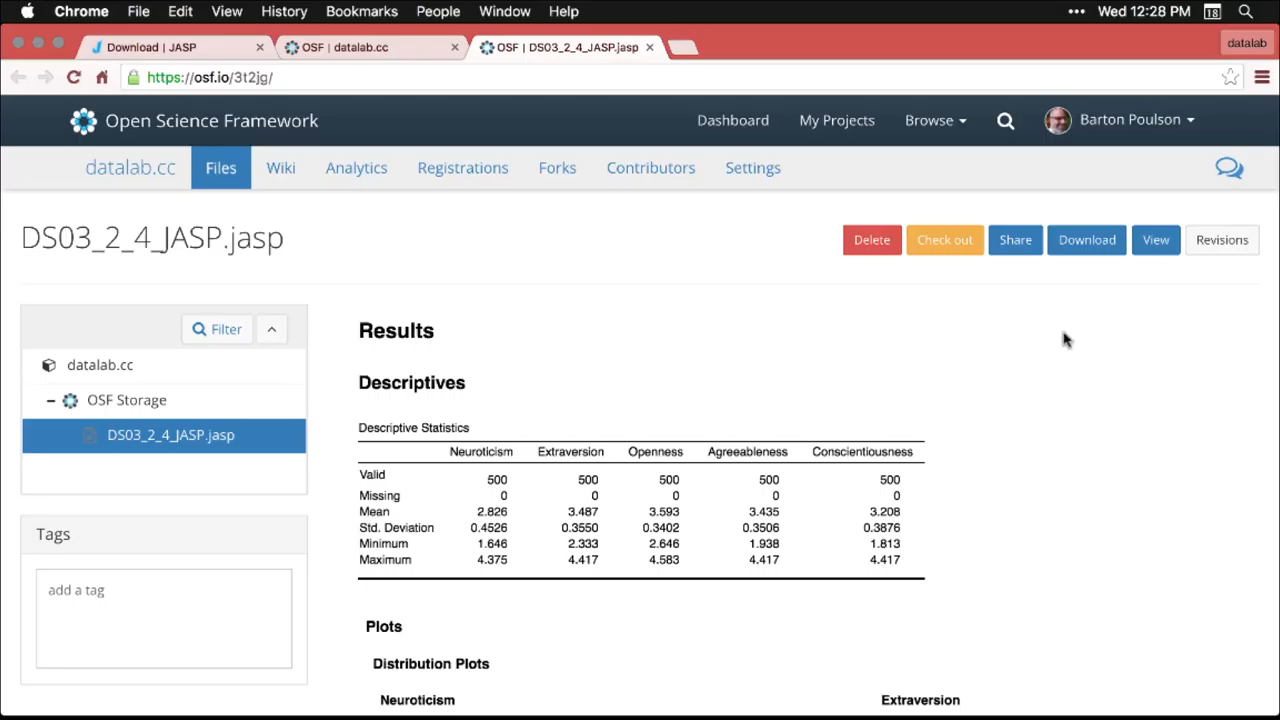 Chrome File Edit View History Bookmarks People Window Help ••• Wed 12:28 PM 18
Download | JASP × OSF | datalab.cc × OSF | DS03_2_4_JASP.jasp × datalab
https://osf.io/3t2jg/
Open Science Framework Dashboard My Projects Browse Barton Poulson
datalab.cc Files Wiki Analytics Registrations Forks Contributors Settings
DS03_2_4_JASP.jasp Delete Check out Share Download View Revisions
Filter
datalab.cc
OSF Storage
DS03_2_4_JASP.jasp
Tags
add a tag
Results
Descriptives
Descriptive Statistics
Neuroticism Extraversion Openness Agreeableness Conscientiousness
Valid 500 500 500 500 500
Missing 0 0 0 0 0
Mean 2.826 3.487 3.593 3.435 3.208
Std. Deviation 0.4526 0.3550 0.3402 0.3506 0.3876
Minimum 1.646 2.333 2.646 1.938 1.813
Maximum 4.375 4.417 4.583 4.417 4.417
Plots
Distribution Plots
Neuroticism Extraversion